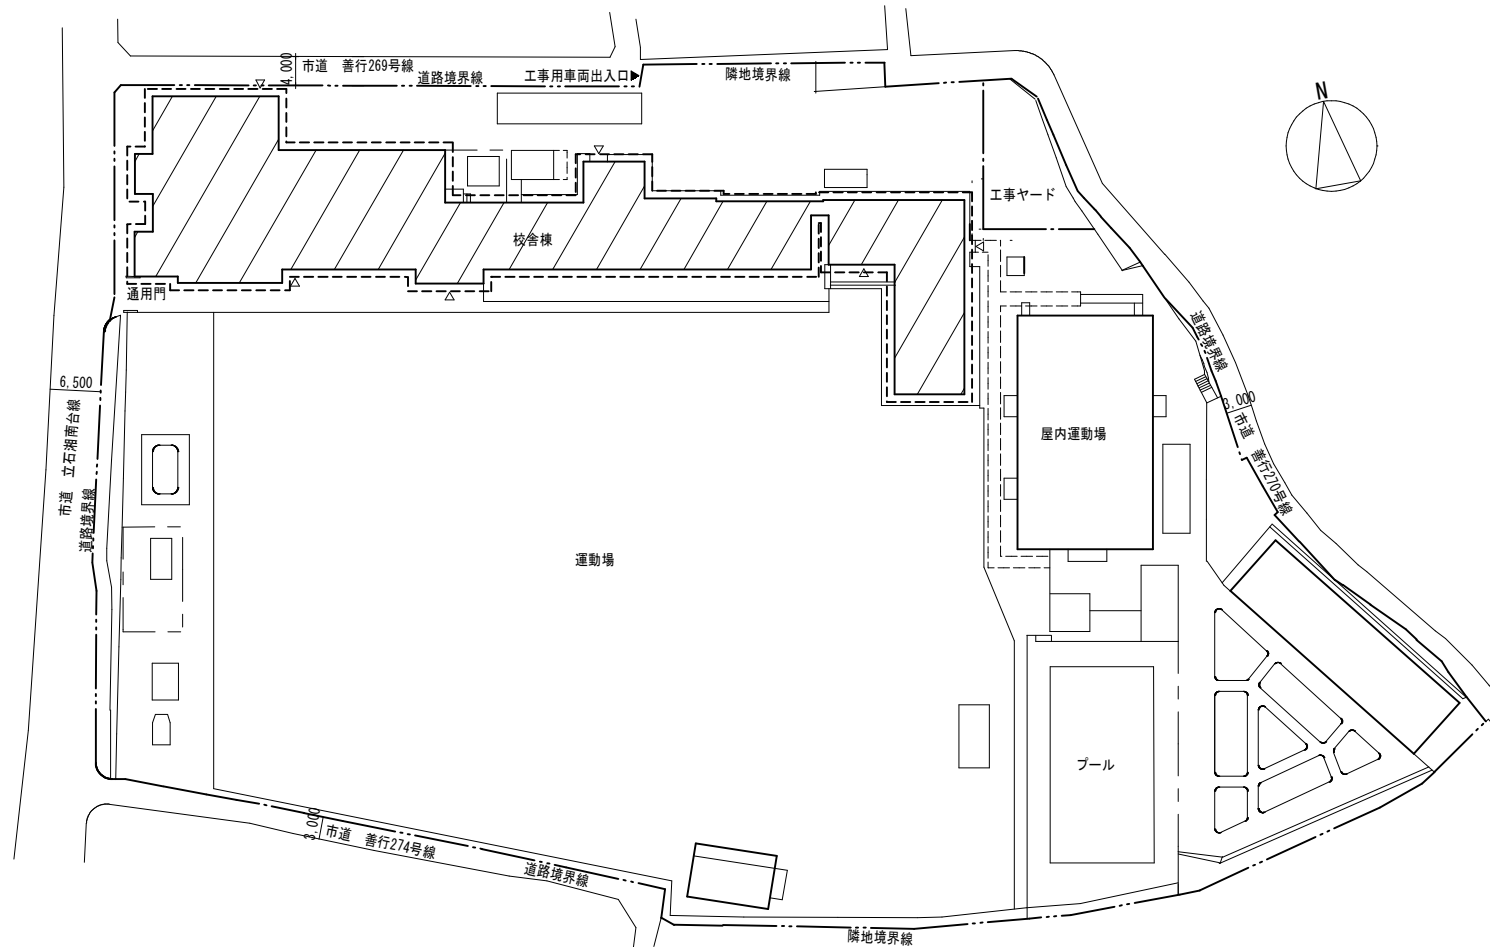 4,000
市道　善行269号線
道路境界線
工事用車両出入口▶
隣地境界線
N
工事ヤード
校舎棟
通用門
道路境界線
6,500
市道　立石湘南台線
道路境界線
3,000
市道　善行270号線
屋内運動場
運動場
プール
3,000
市道　善行274号線
道路境界線
隣地境界線